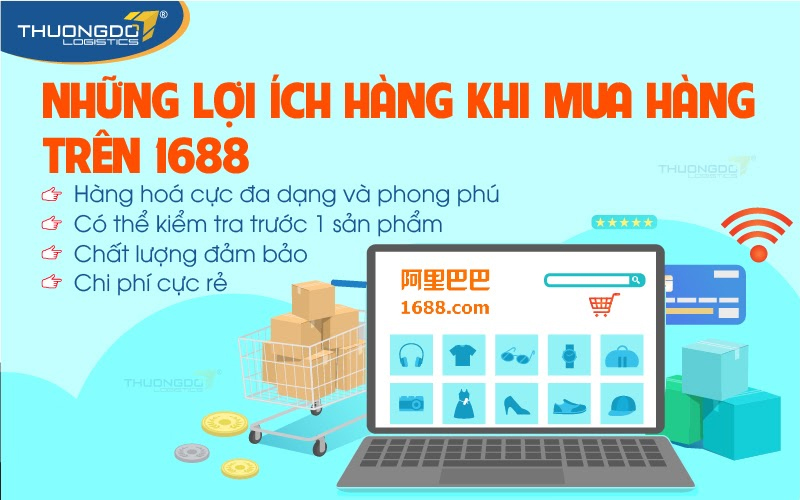 THUONGDO
LOGISTICS
®
NHỮNG LỢI ÍCH HÀNG KHI MUA HÀNG
TRÊN 1688
Hàng hoá cực đa dạng và phong phú
Có thể kiểm tra trước 1 sản phẩm
Chất lượng đảm bảo
Chi phí cực rẻ
THUONGDO
LOGISTICS
阿里巴巴
1688.com
THUONGDO
LOGISTICS